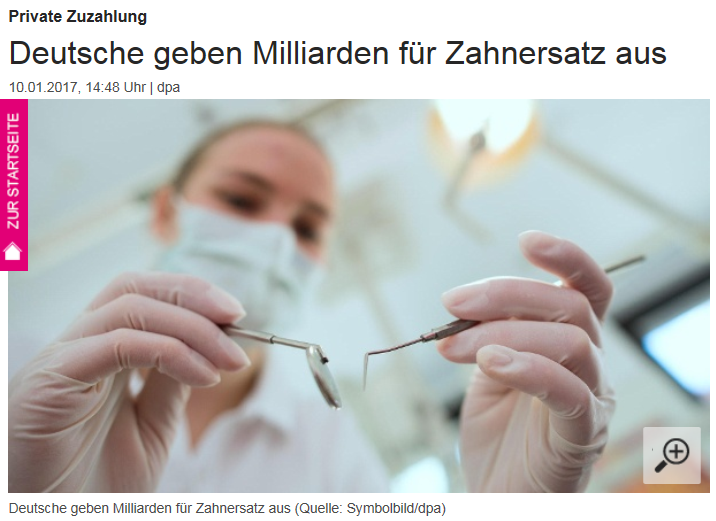 Private Zuzahlung
Deutsche geben Milliarden für Zahnersatz aus
10.01.2017, 14:48 Uhr | dpa
ZUR STARTSEITE
Deutsche geben Milliarden für Zahnersatz aus (Quelle: Symbolbild/dpa)